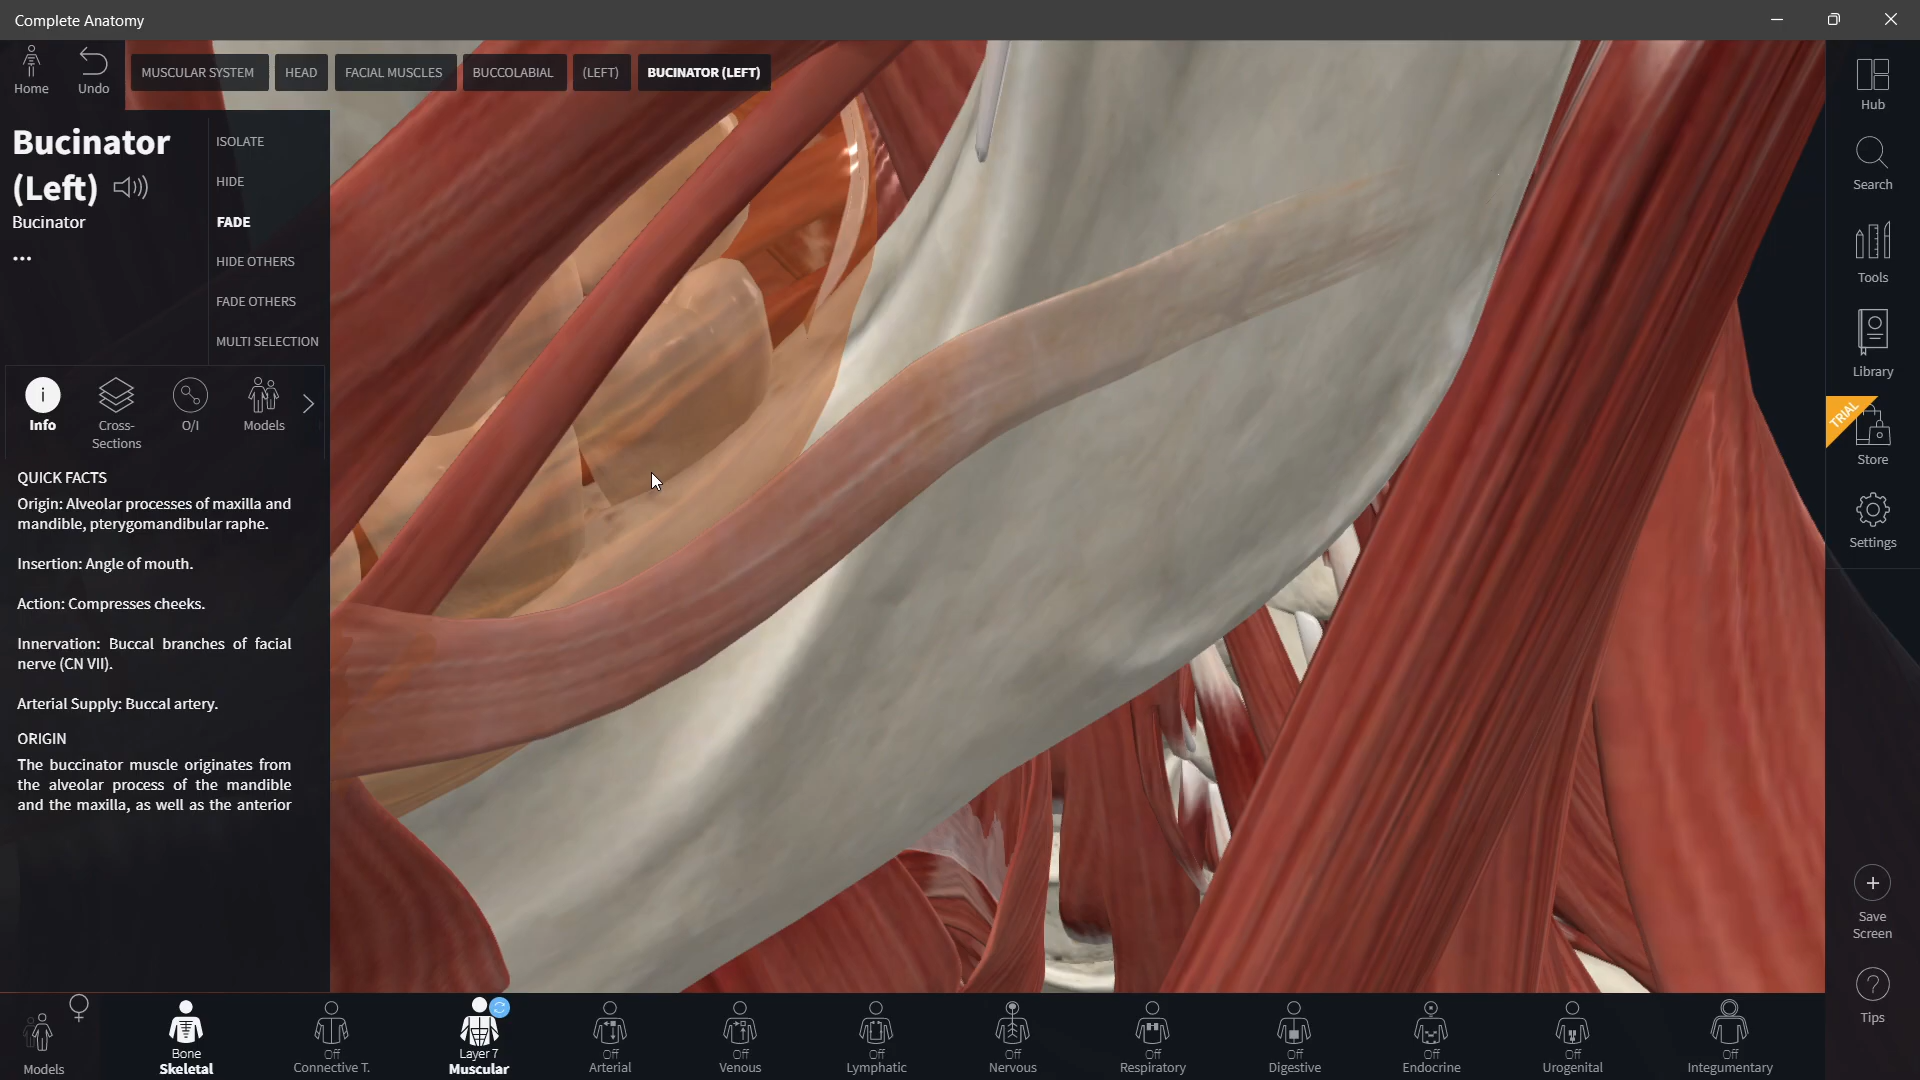 Complete Anatomy
Home
Undo
MUSCULAR SYSTEM
HEAD
FACIAL MUSCLES
BUCCOLABIAL
(LEFT)
BUCINATOR (LEFT)
Hub
Search
Tools
Library
TRIAL
Store
Settings
Save
Screen
Tips
Bucinator
(Left)
Bucinator
...
ISOLATE
HIDE
FADE
HIDE OTHERS
FADE OTHERS
MULTI SELECTION
Info
Cross-
Sections
O/I
Models
QUICK FACTS
Origin: Alveolar processes of maxilla and
mandible, pterygomandibular raphe.
Insertion: Angle of mouth.
Action: Compresses cheeks.
Innervation: Buccal branches of facial
nerve (CN VII).
Arterial Supply: Buccal artery.
ORIGIN
The buccinator muscle originates from
the alveolar process of the mandible
and the maxilla, as well as the anterior
Models
Bone
Skeletal
Off
Connective T.
Layer 7
Muscular
Off
Arterial
Off
Venous
Off
Lymphatic
Off
Nervous
Off
Respiratory
Off
Digestive
Off
Endocrine
Off
Urogenital
Off
Integumentary